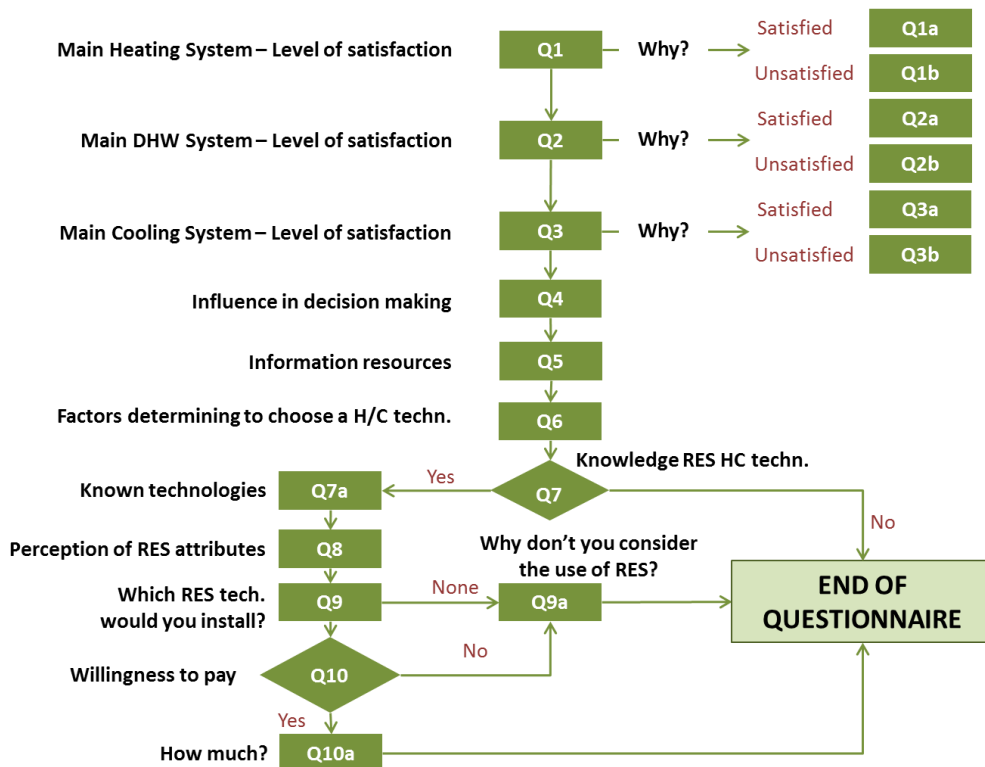 Main Heating System – Level of satisfaction
Q1
Why?
Satisfied
Q1a
Unsatisfied
Q1b
Main DHW System – Level of satisfaction
Q2
Why?
Satisfied
Q2a
Unsatisfied
Q2b
Main Cooling System – Level of satisfaction
Q3
Why?
Satisfied
Q3a
Unsatisfied
Q3b
Influence in decision making
Q4
Information resources
Q5
Factors determining to choose a H/C techn.
Q6
Knowledge RES HC techn.
Q7
Yes
No
Known technologies
Q7a
Perception of RES attributes
Q8
Why don't you consider
the use of RES?
Which RES tech.
would you install?
Q9
None
Q9a
END OF
QUESTIONNAIRE
Willingness to pay
Q10
No
Yes
How much?
Q10a